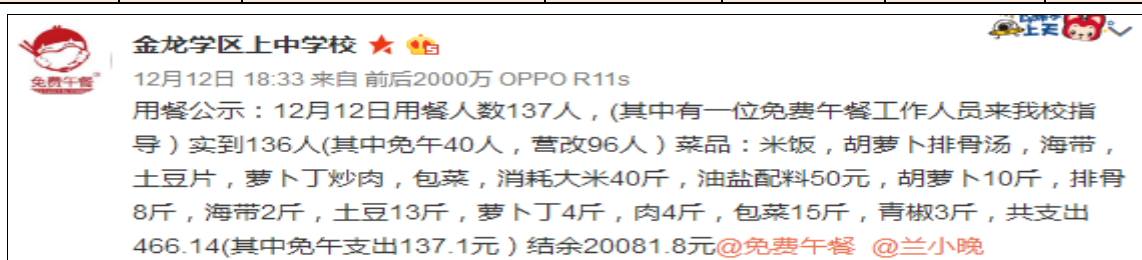 上天
金龙学区上中学校
免费午餐
12月12日 18:33 来自 前后2000万 OPPO R11s
用餐公示：12月12日用餐人数137人，(其中有一位免费午餐工作人员来我校指
导）实到136人(其中免午40人，营改96人）菜品：米饭，胡萝卜排骨汤，海带，
土豆片，萝卜丁炒肉，包菜，消耗大米40斤，油盐配料50元，胡萝卜10斤，排骨
8斤，海带2斤，土豆13斤，萝卜丁4斤，肉4斤，包菜15斤，青椒3斤，共支出
466.14(其中免午支出137.1元）结余20081.8元@免费午餐 @兰小晚